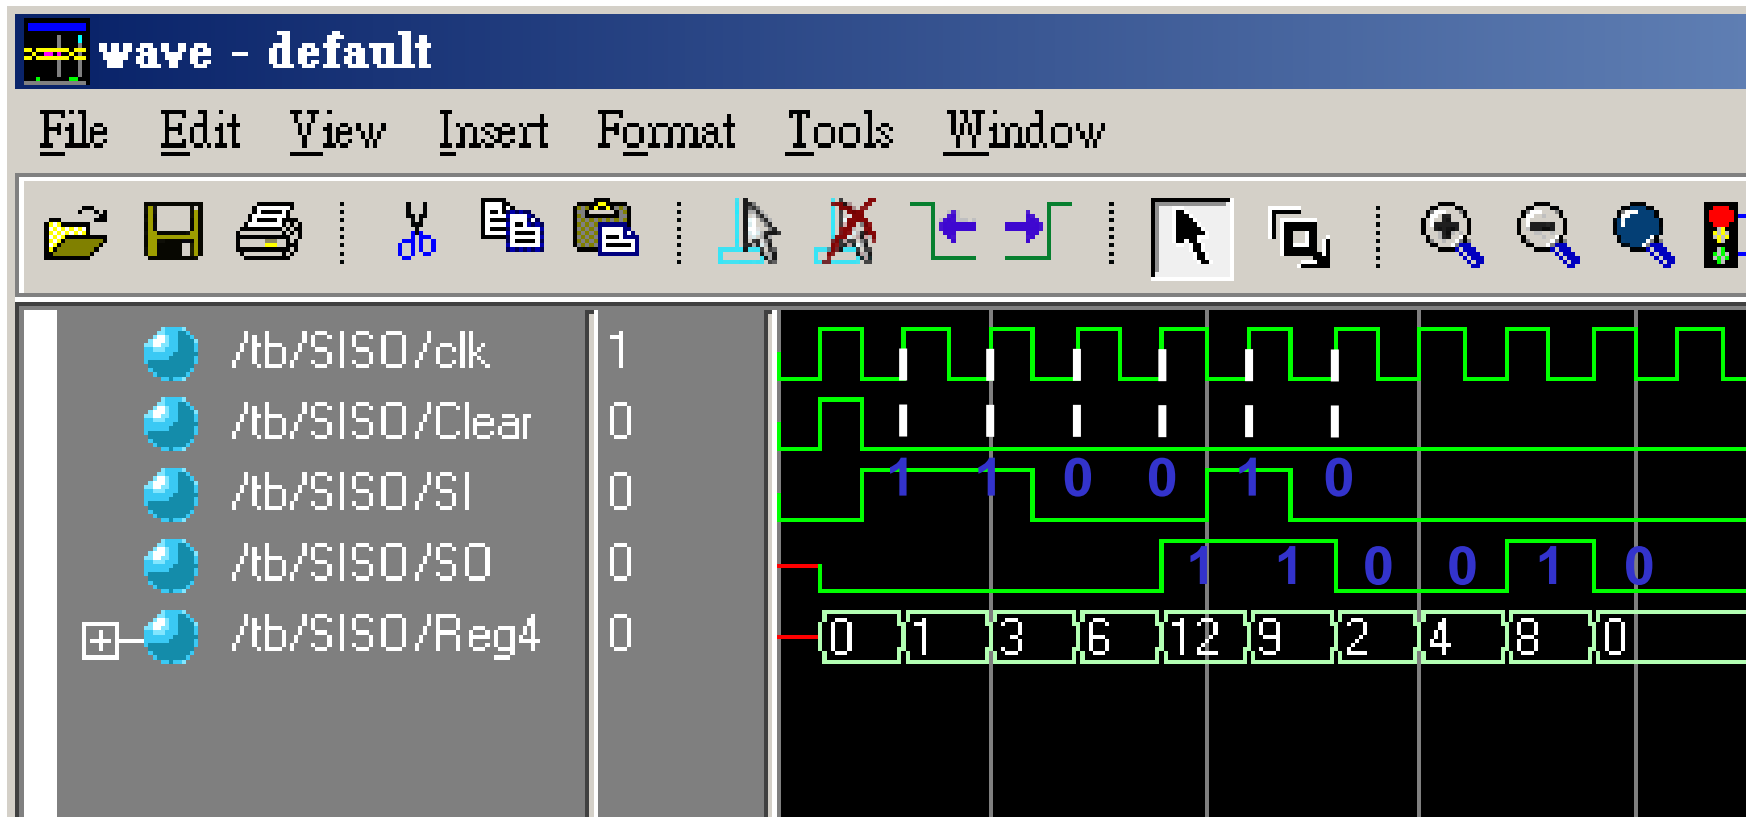 wave - default
File Edit View Insert Format Tools Window
/tb/SISO/clk 1
/tb/SISO/Clear 0
/tb/SISO/SI 0 1 1 0 0 1 0
/tb/SISO/SO 0 1 1 0 0 1 0
/tb/SISO/Reg4 0 0 1 3 6 12 9 2 4 8 0